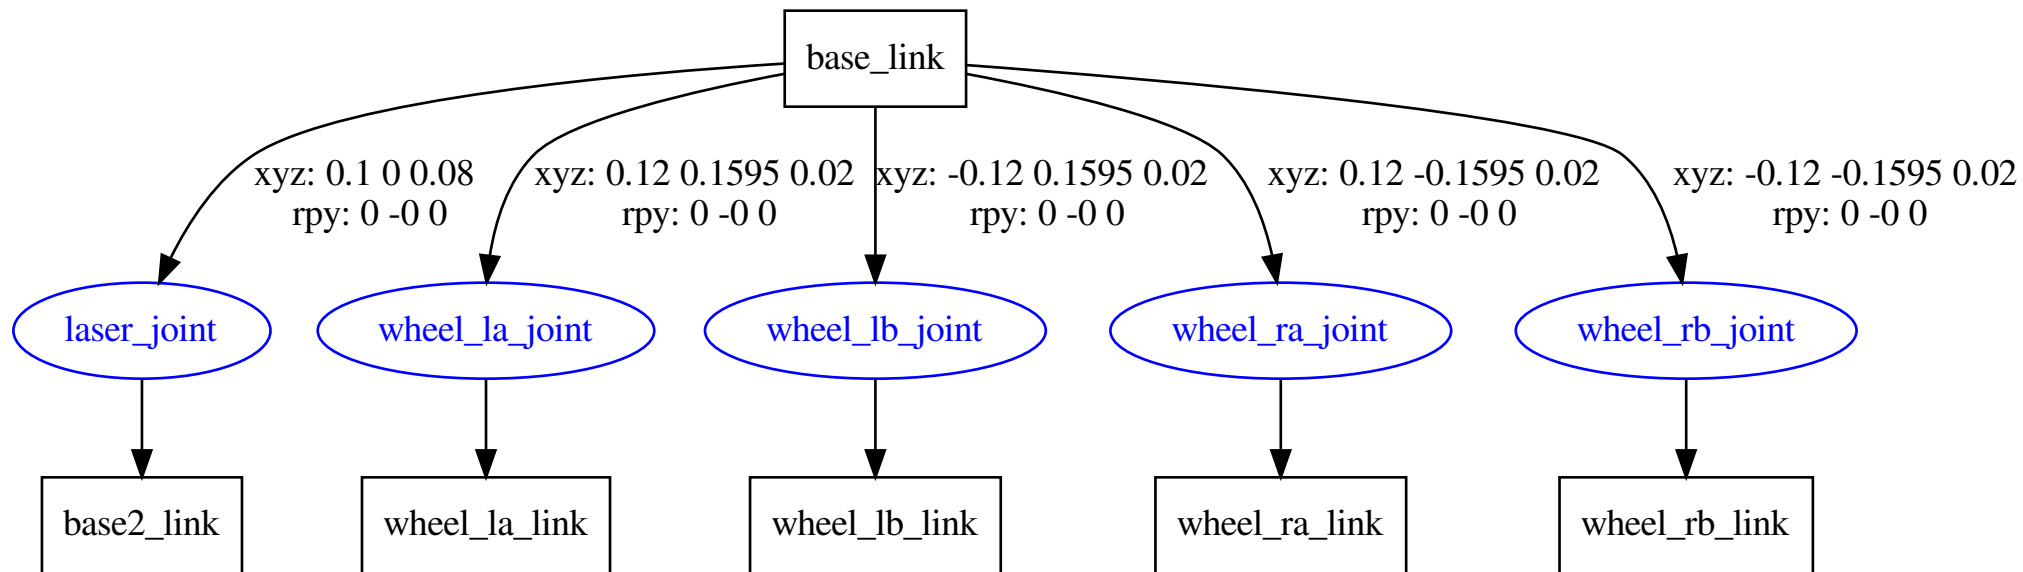 base_link
xyz: 0.1 0 0.08
rpy: 0 -0 0
xyz: 0.12 0.1595 0.02
rpy: 0 -0 0
xyz: -0.12 0.1595 0.02
rpy: 0 -0 0
xyz: 0.12 -0.1595 0.02
rpy: 0 -0 0
xyz: -0.12 -0.1595 0.02
rpy: 0 -0 0
laser_joint
wheel_la_joint
wheel_lb_joint
wheel_ra_joint
wheel_rb_joint
base2_link
wheel_la_link
wheel_lb_link
wheel_ra_link
wheel_rb_link